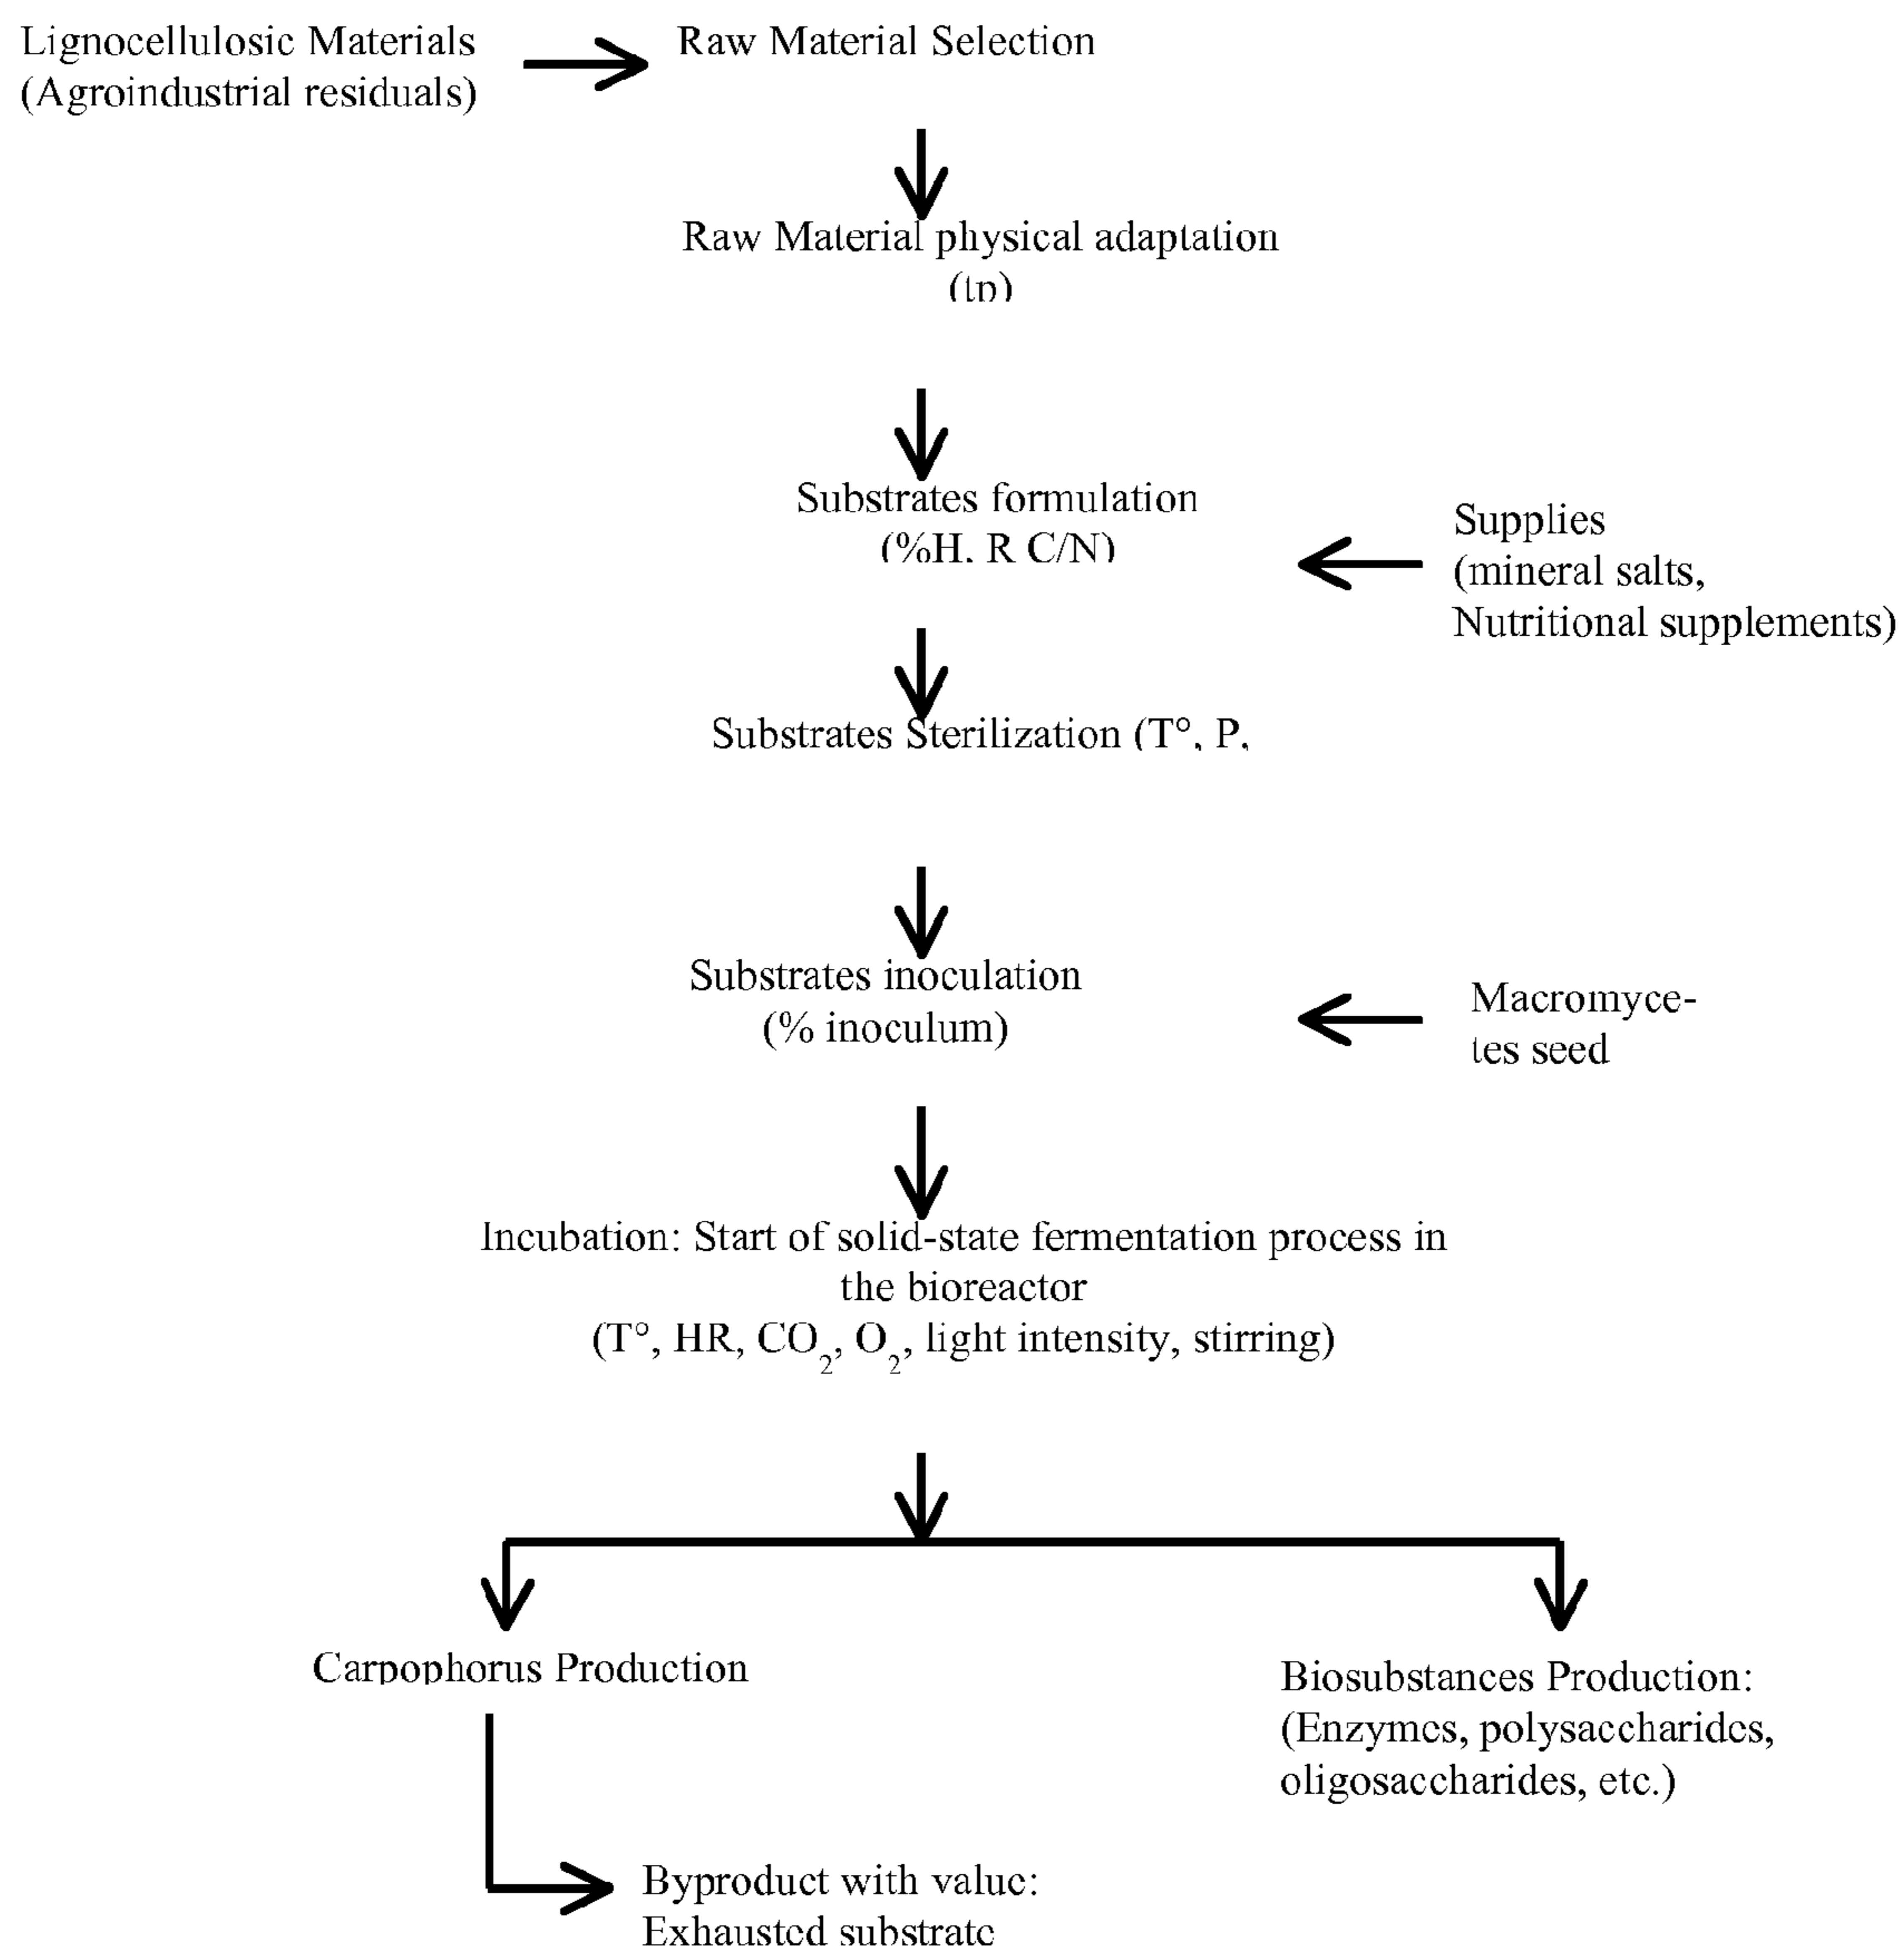 Lignocellulosic Materials
(Agroindustrial residuals)
Raw Material Selection
Raw Material physical adaptation
(tp)
Substrates formulation
(%H, R C/N)
Supplies
(mineral salts,
Nutritional supplements)
Substrates Sterilization (T°, P,
Substrates inoculation
(% inoculum)
Macromyce-
tes seed
Incubation: Start of solid-state fermentation process in
the bioreactor
(T°, HR, CO₂, O₂, light intensity, stirring)
Carpophorus Production
Biosubstances Production:
(Enzymes, polysaccharides,
oligosaccharides, etc.)
Byproduct with value:
Exhausted substrate